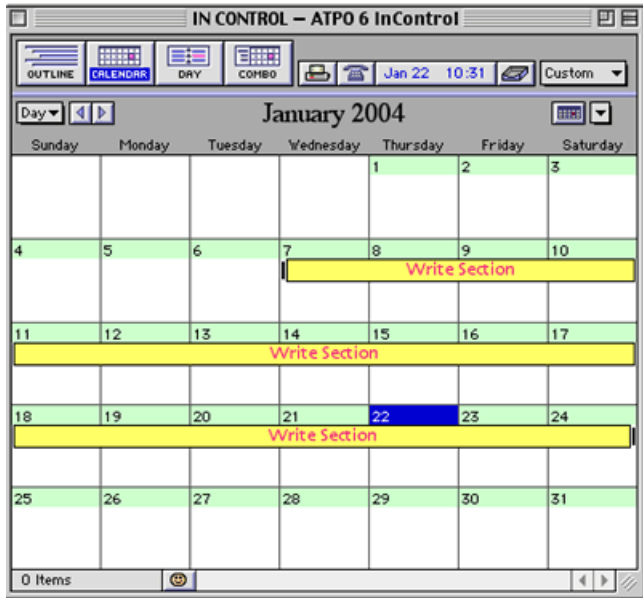 IN CONTROL – ATPO 6 InControl
OUTLINE CALENDAR DAY COMBO Jan 22 10:31 Custom
Day January 2004
Sunday Monday Tuesday Wednesday Thursday Friday Saturday
1 2 3
4 5 6 7 8 9 10
Write Section
11 12 13 14 15 16 17
Write Section
18 19 20 21 22 23 24
Write Section
25 26 27 28 29 30 31
0 Items